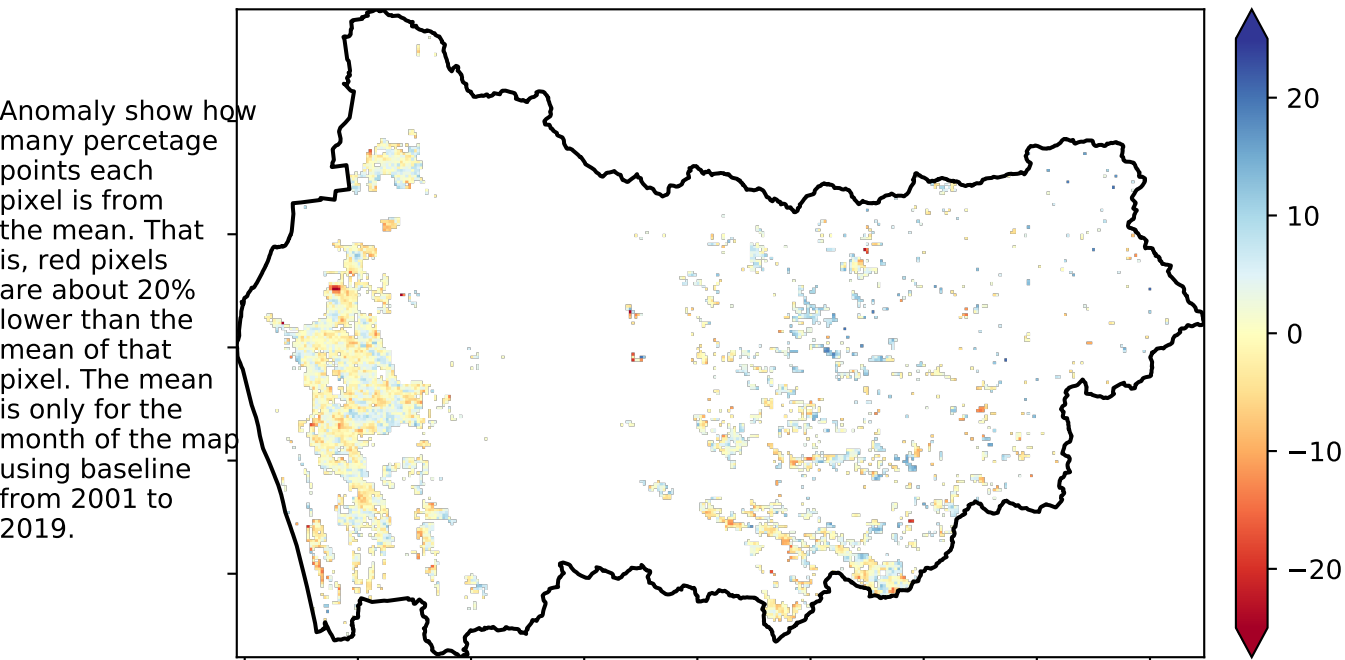 Anomaly show how
many percetage
points each
pixel is from
the mean. That
is, red pixels
are about 20%
lower than the
mean of that
pixel. The mean
is only for the
month of the map
using baseline
from 2001 to
2019.
20
10
0
−10
−20